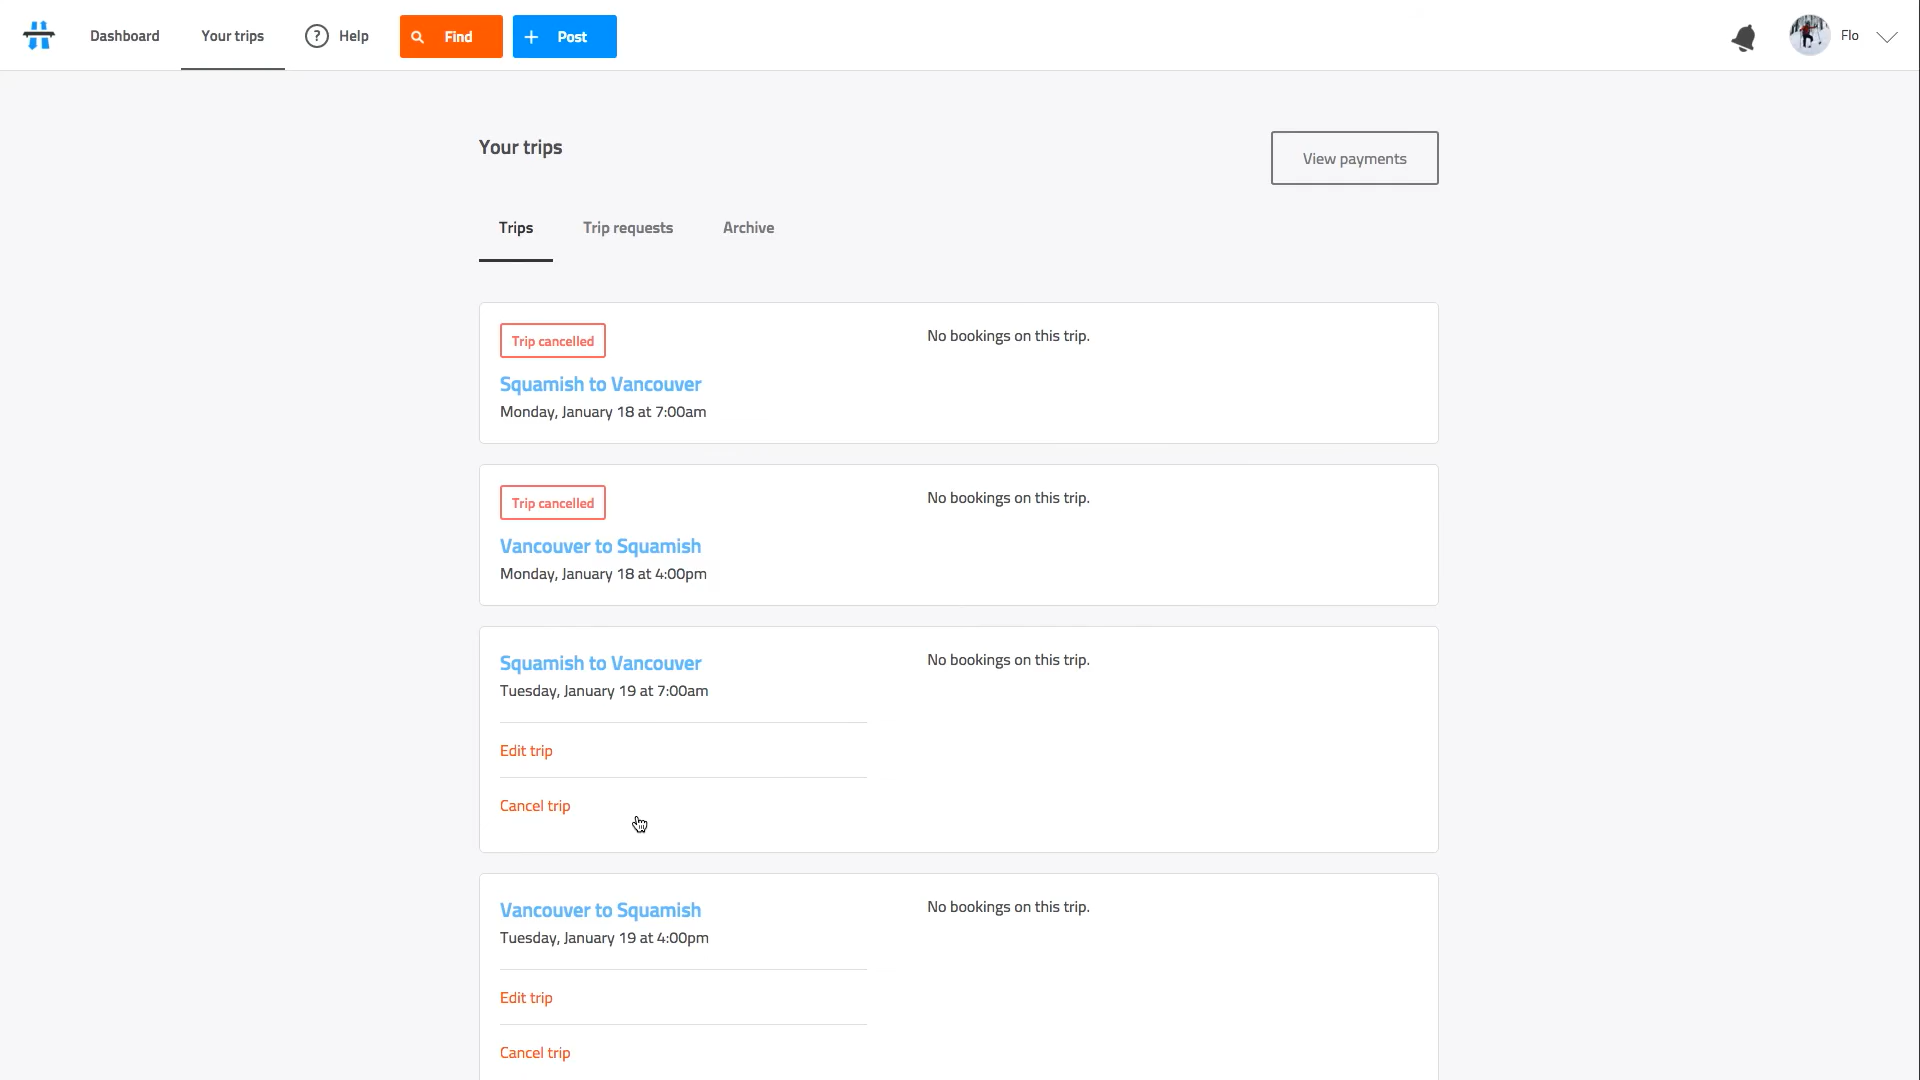 Dashboard
Your trips
? Help
Find
+ Post
Flo
Your trips
View payments
Trips
Trip requests
Archive
Trip cancelled
No bookings on this trip.
Squamish to Vancouver
Monday, January 18 at 7:00am
Trip cancelled
No bookings on this trip.
Vancouver to Squamish
Monday, January 18 at 4:00pm
Squamish to Vancouver
No bookings on this trip.
Tuesday, January 19 at 7:00am
Edit trip
Cancel trip
Vancouver to Squamish
No bookings on this trip.
Tuesday, January 19 at 4:00pm
Edit trip
Cancel trip